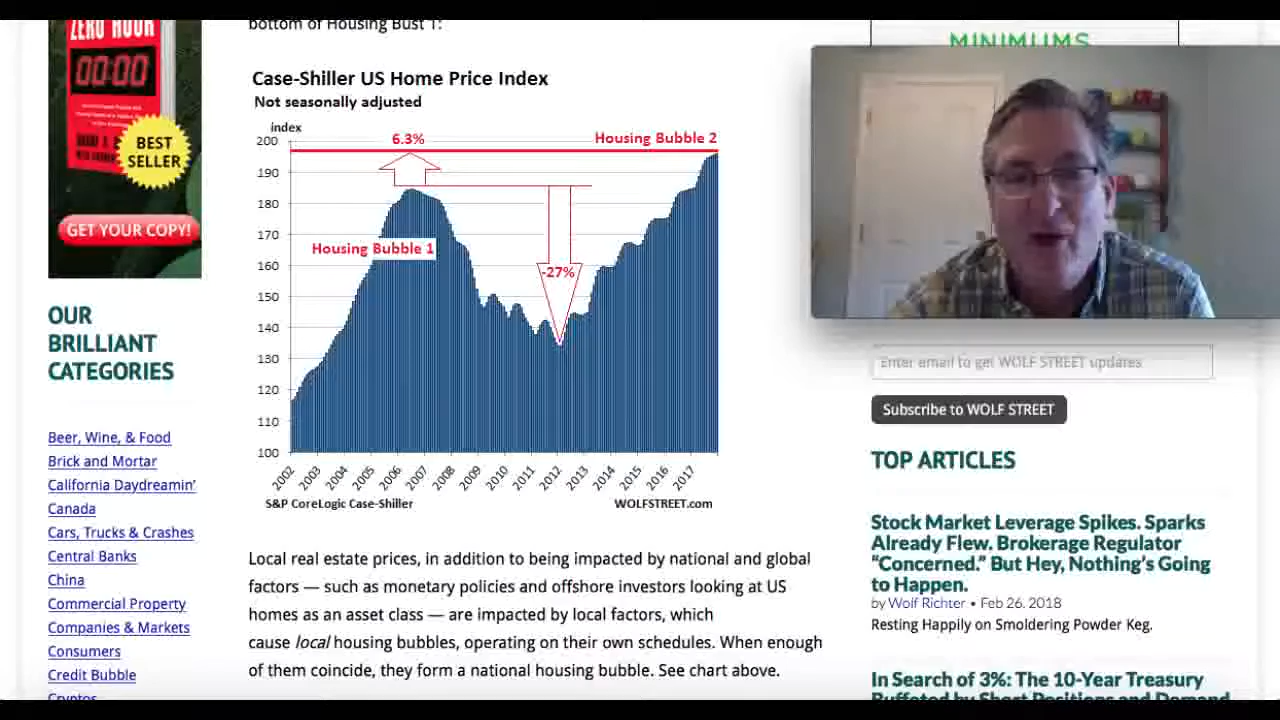 ZERO HOUR
00:00
BEST
SELLER
GET YOUR COPY!
OUR
BRILLIANT
CATEGORIES
Beer, Wine, & Food
Brick and Mortar
California Daydreamin'
Canada
Cars, Trucks & Crashes
Central Banks
China
Commercial Property
Companies & Markets
Consumers
Credit Bubble
Cryptos
bottom of Housing Bust 1:
Case-Shiller US Home Price Index
Not seasonally adjusted
index
200
190
180
170
160
150
140
130
120
110
100
6.3%
Housing Bubble 2
Housing Bubble 1
-27%
2002
2003
2004
2005
2006
2007
2008
2009
2010
2011
2012
2013
2014
2015
2016
2017
S&P CoreLogic Case-Shiller
WOLFSTREET.com
Local real estate prices, in addition to being impacted by national and global
factors — such as monetary policies and offshore investors looking at US
homes as an asset class — are impacted by local factors, which
cause local housing bubbles, operating on their own schedules. When enough
of them coincide, they form a national housing bubble. See chart above.
MINIMUMS
Enter email to get WOLF STREET updates
Subscribe to WOLF STREET
TOP ARTICLES
Stock Market Leverage Spikes. Sparks
Already Flew. Brokerage Regulator
“Concerned.” But Hey, Nothing’s Going
to Happen.
by Wolf Richter • Feb 26. 2018
Resting Happily on Smoldering Powder Keg.
In Search of 3%: The 10-Year Treasury
Buffeted by Short Positions and Demand